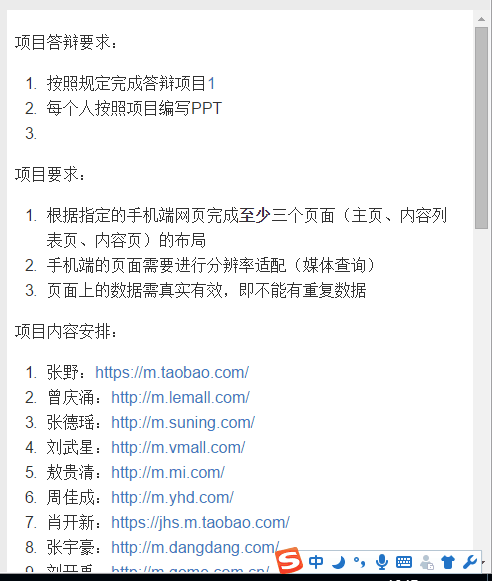 项目答辩要求：
1. 按照规定完成答辩项目1
2. 每个人按照项目编写PPT
3.
项目要求：
1. 根据指定的手机端网页完成至少三个页面（主页、内容列
表页、内容页）的布局
2. 手机端的页面需要进行分辨率适配（媒体查询）
3. 页面上的数据需真实有效，即不能有重复数据
项目内容安排：
1. 张野：https://m.taobao.com/
2. 曾庆涌：http://m.lemall.com/
3. 张德瑶：http://m.suning.com/
4. 刘武星：http://m.vmall.com/
5. 敖贵清：http://m.mi.com/
6. 周佳成：http://m.yhd.com/
7. 肖开新：https://jhs.m.taobao.com/
8. 张宇豪：http://m.dangdang.com/
9. 刘开禹：http://m.gome.com.cn/
中